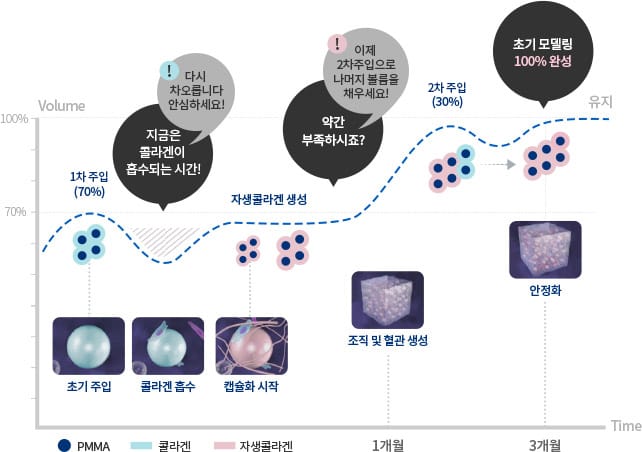 Volume
100%
70%
1차 주입
(70%)
!
다시
차오릅니다
안심하세요!
지금은
콜라겐이
흡수되는 시간!
자생콜라겐 생성
!
이제
2차주입으로
나머지 볼륨을
채우세요!
약간
부족하시죠?
2차 주입
(30%)
초기 모델링
100% 완성
유지
초기 주입
콜라겐 흡수
캡슐화 시작
조직 및 혈관 생성
안정화
Time
PMMA
콜라겐
자생콜라겐
1개월
3개월